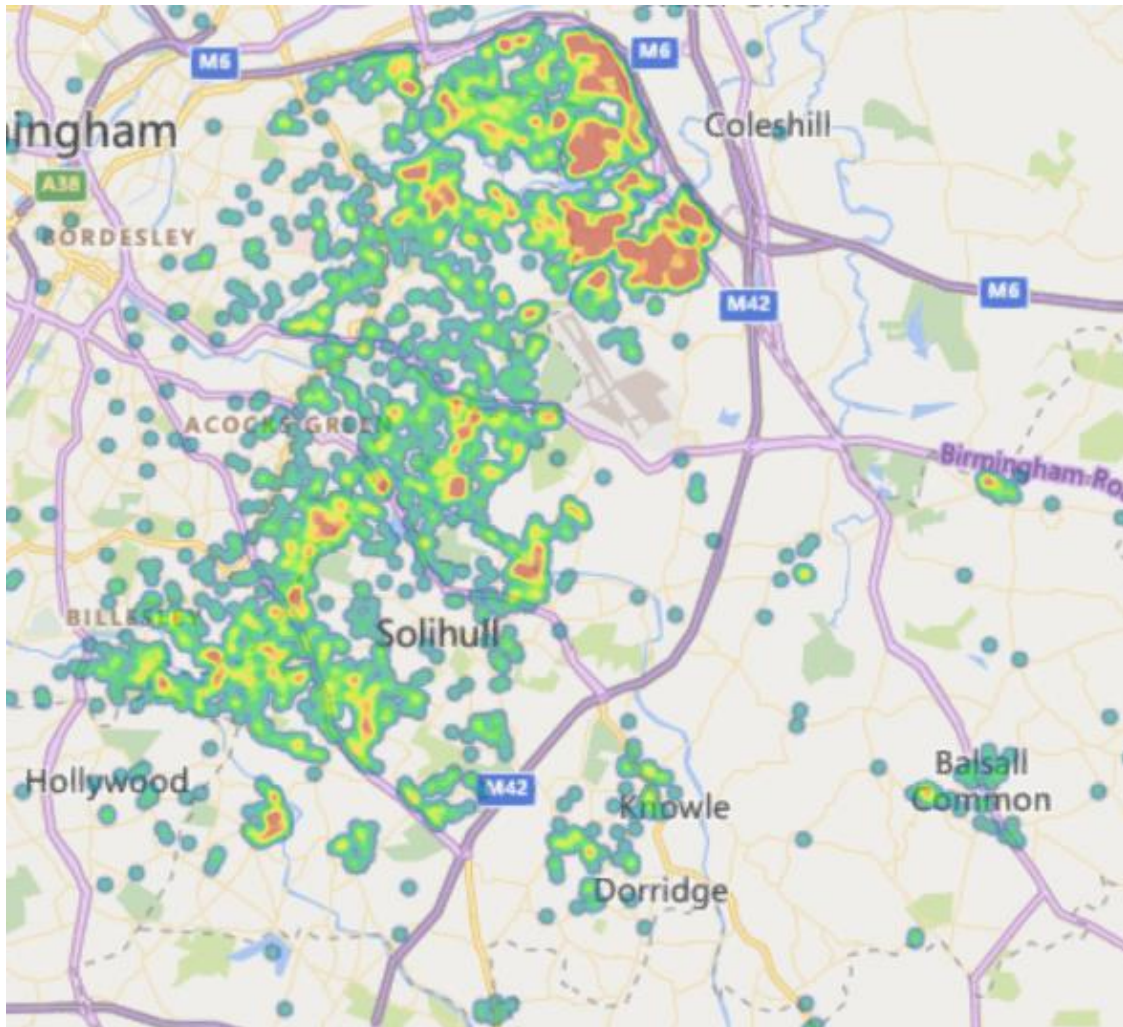 M6
M6
Coleshill
ningham
A38
BORDESLEY
M6
M42
ACOCKS GREEN
Birmingham Ro
BILLESLEY
Solihull
Hollywood
M42
Knowle
Balsall
Common
Dorridge